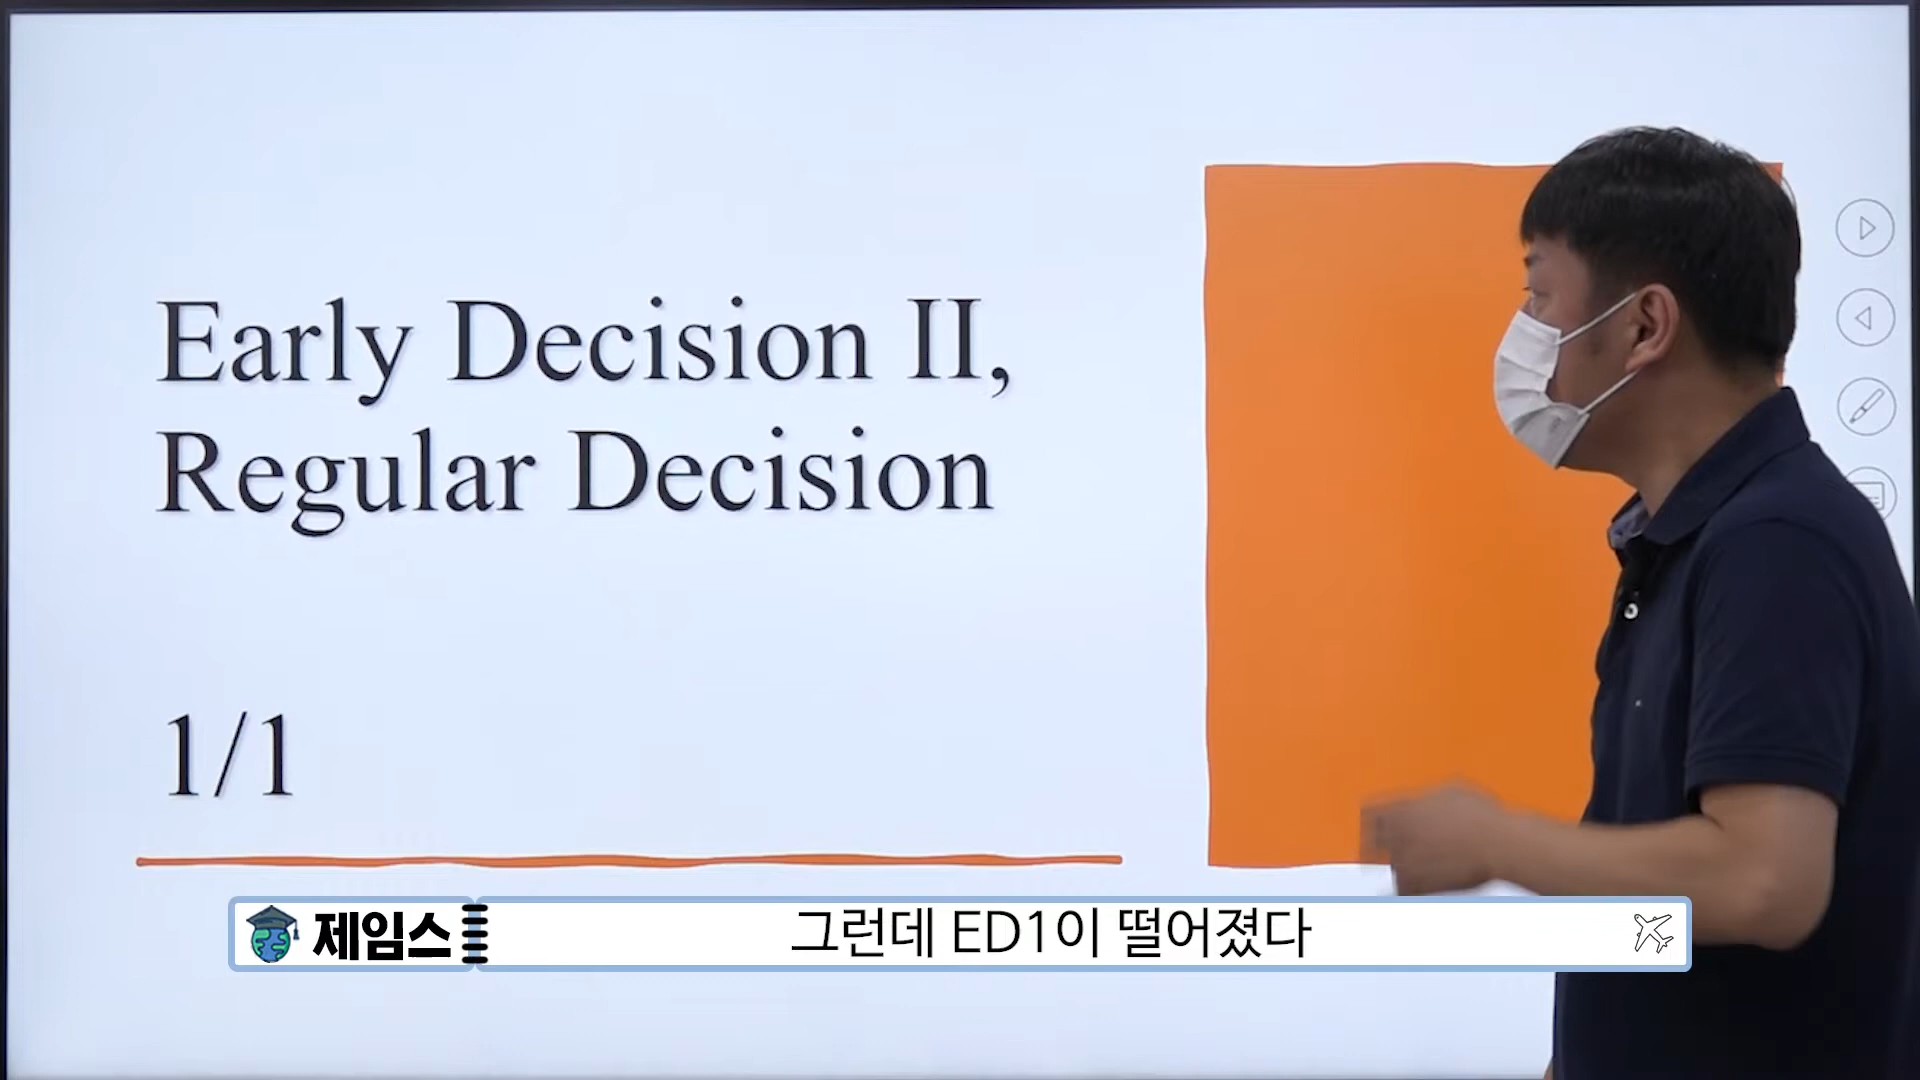 Early Decision II,
Regular Decision
1/1
제임스
그런데 ED1이 떨어졌다